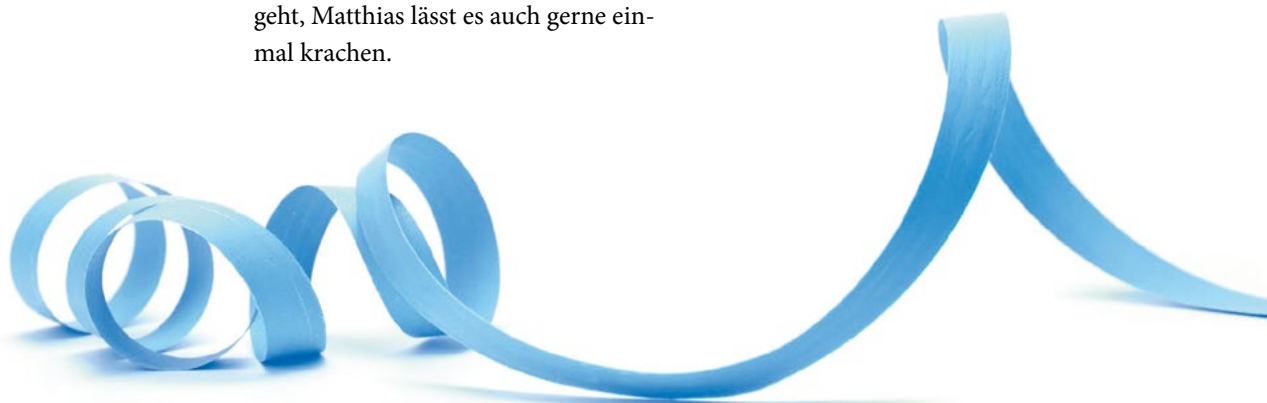 geht, Matthias lässt es auch gerne ein-
mal krachen.